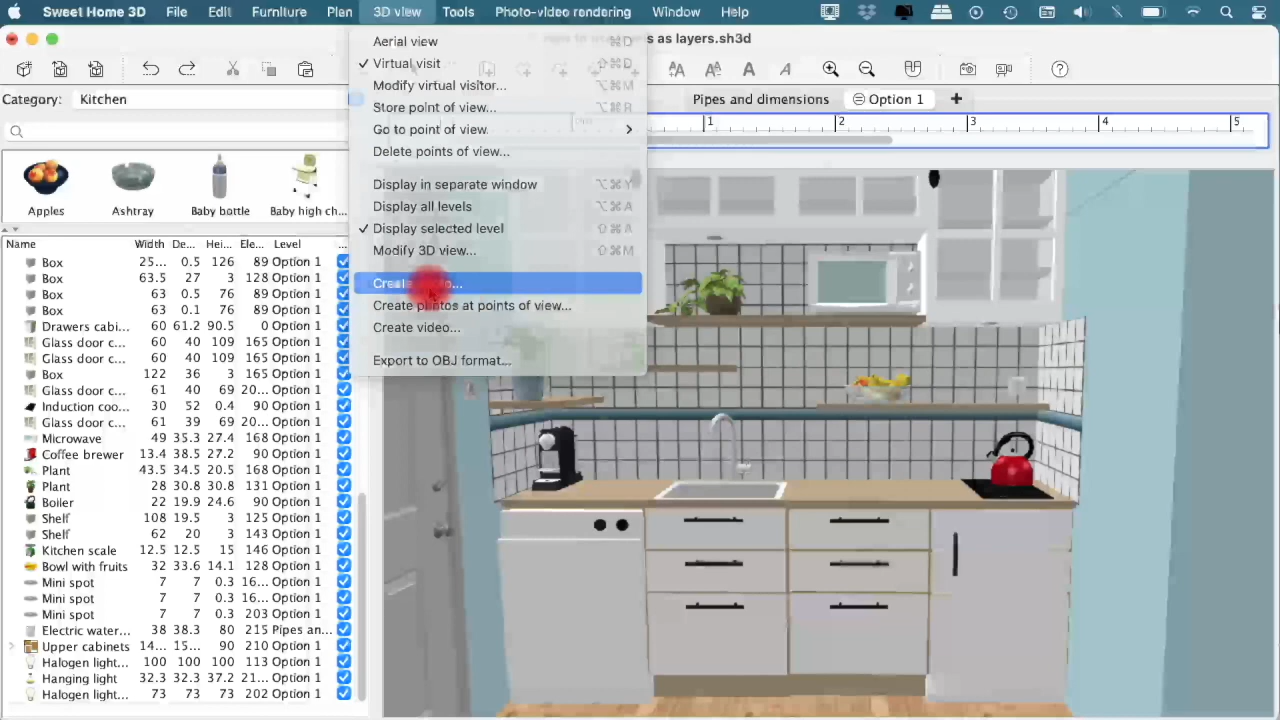 Sweet Home 3D File Edit Furniture Plan 3D view Tools Photo-video rendering Window Help
as layers.sh3d
Category: Kitchen
Pipes and dimensions Option 1
1 2 3 4 5
Apples Ashtray Baby bottle Baby high ch...
Aerial view ⌘D
Virtual visit ⇧⌘D
Modify virtual visitor... ⌥⌘M
Store point of view... ⌥⌘R
Go to point of view
Delete points of view...
Display in separate window ⌥⌘Y
Display all levels ⌥⌘A
Display selected level ⇧⌘A
Modify 3D view... ⇧⌘M
Create photos at points of view...
Create video...
Export to OBJ format...
Name Width De... Hei... Ele... Level ...
Box 25... 0.5 126 89 Option 1
Box 63.5 27 3 128 Option 1
Box 63 0.5 76 89 Option 1
Box 63 0.1 76 89 Option 1
Drawers cabi... 60 61.2 90.5 0 Option 1
Glass door c... 60 40 109 165 Option 1
Glass door c... 60 40 109 165 Option 1
Box 122 36 3 165 Option 1
Glass door c... 61 40 69 20... Option 1
Induction coo... 30 52 0.4 90 Option 1
Glass door c... 61 39 69 20... Option 1
Microwave 49 35.3 27.4 168 Option 1
Coffee brewer 13.4 38.5 27.2 90 Option 1
Plant 43.5 34.5 20.5 168 Option 1
Plant 28 30.8 30.8 131 Option 1
Boiler 22 19.9 24.6 90 Option 1
Shelf 108 19.5 3 125 Option 1
Shelf 62 20 3 143 Option 1
Kitchen scale 12.5 12.5 15 146 Option 1
Bowl with fruits 32 33.6 14.1 128 Option 1
Mini spot 7 7 0.3 16... Option 1
Mini spot 7 7 0.3 16... Option 1
Mini spot 7 7 0.3 203 Option 1
Electric water... 38 38.3 80 215 Pipes an...
Upper cabinets 14... 15... 90 210 Option 1
Halogen light... 100 100 100 113 Option 1
Hanging light 32.3 32.3 37.2 21... Option 1
Halogen light... 73 73 73 202 Option 1